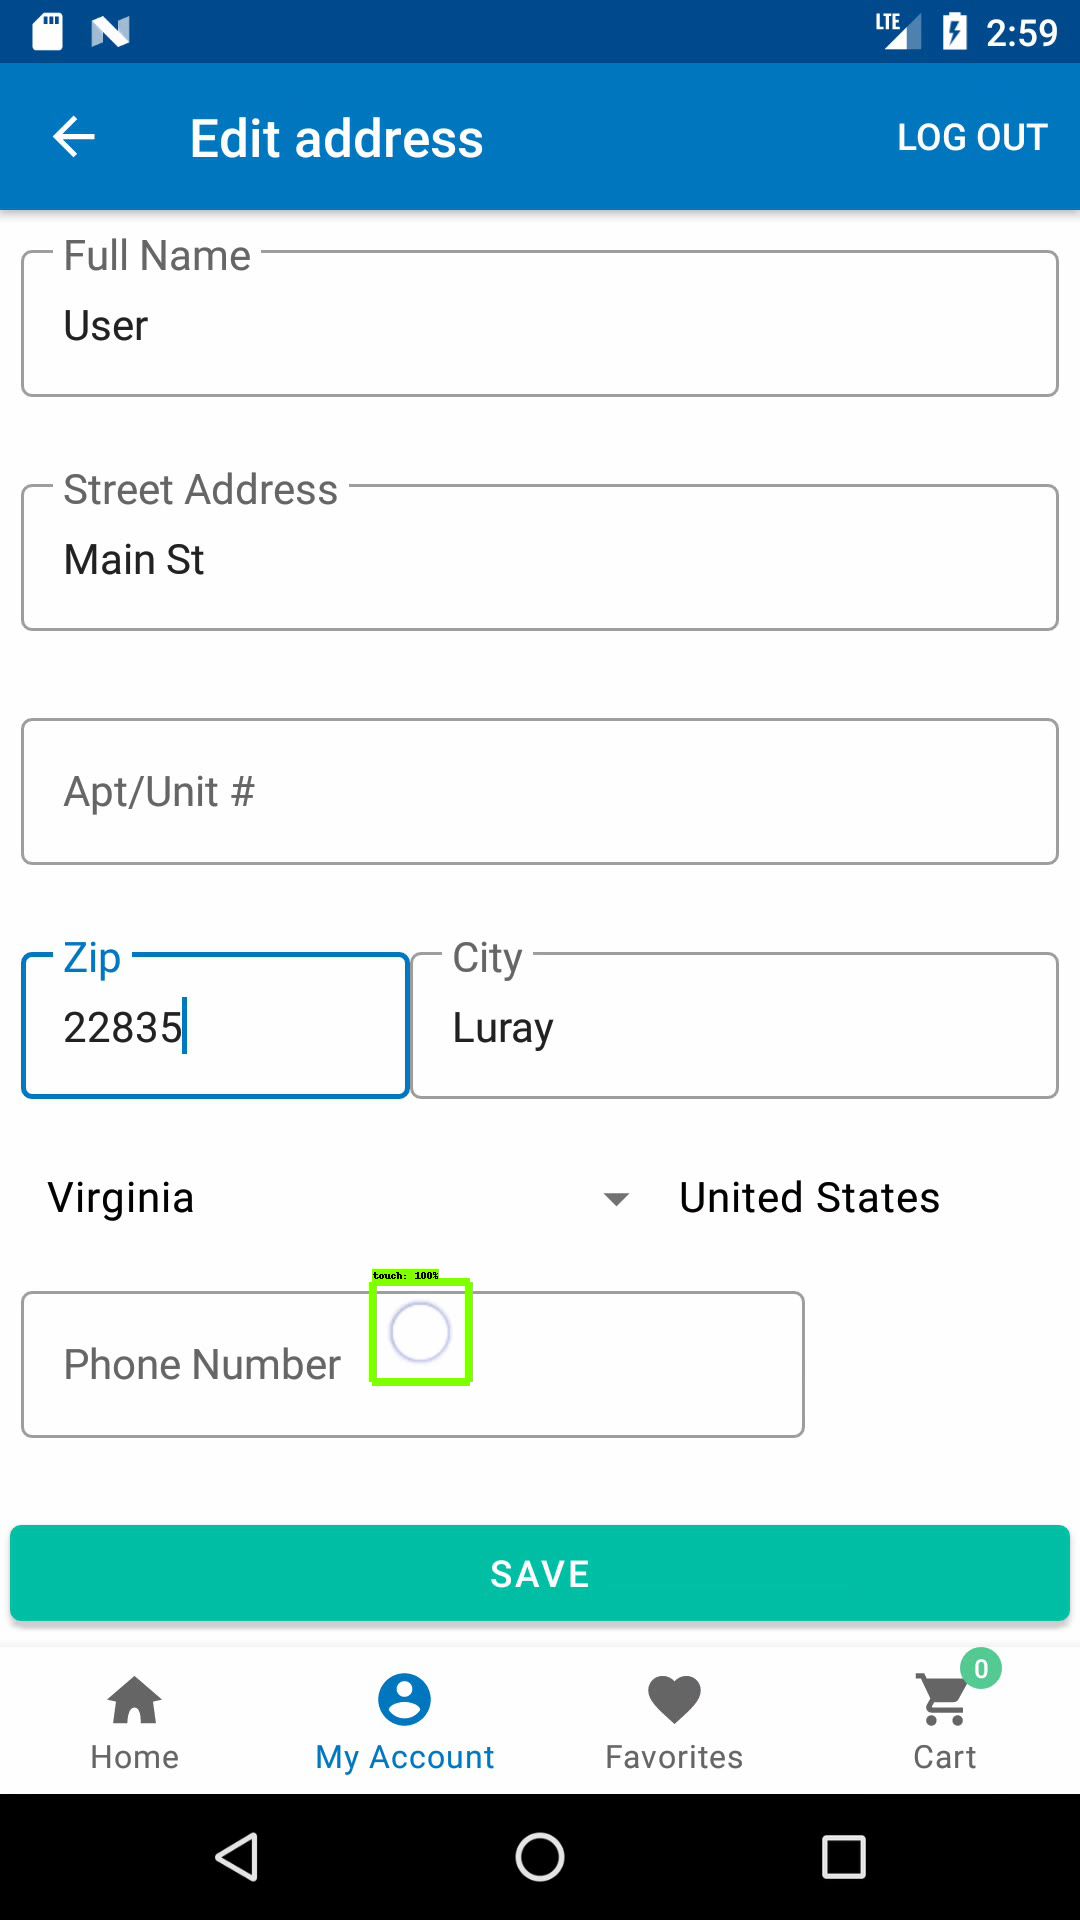 LTE 2:59
Edit address LOG OUT
Full Name
User
Street Address
Main St
Apt/Unit #
Zip City
22835 Luray
Virginia United States
touch: 100%
Phone Number
SAVE
0
Home My Account Favorites Cart